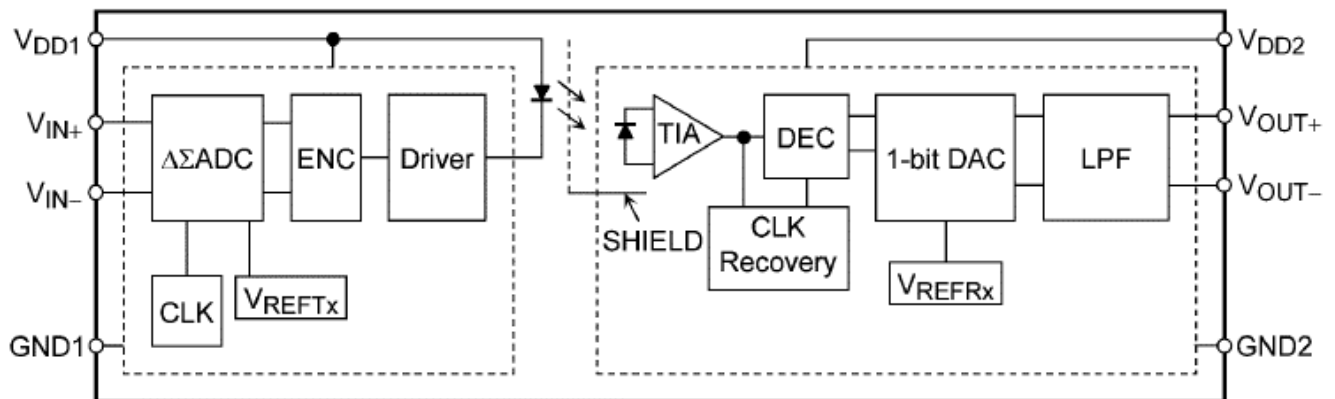 VDD1
VDD2
VIN+
ΔΣADC
ENC
Driver
TIA
DEC
1-bit DAC
LPF
VOUT+
VIN−
VOUT−
SHIELD
CLK
Recovery
CLK
VREFTx
VREFRx
GND1
GND2